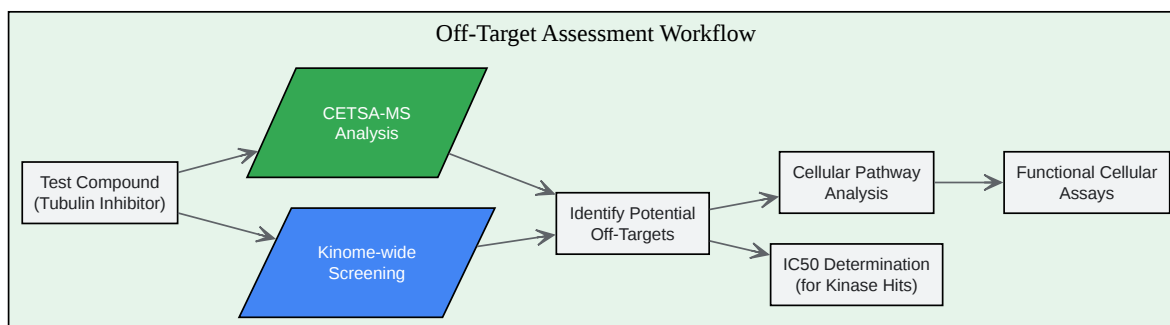 Off-Target Assessment Workflow
CETSA-MS
Analysis
Test Compound
(Tubulin Inhibitor)
Kinome-wide
Screening
Identify Potential
Off-Targets
Cellular Pathway
Analysis
IC50 Determination
(for Kinase Hits)
Functional Cellular
Assays